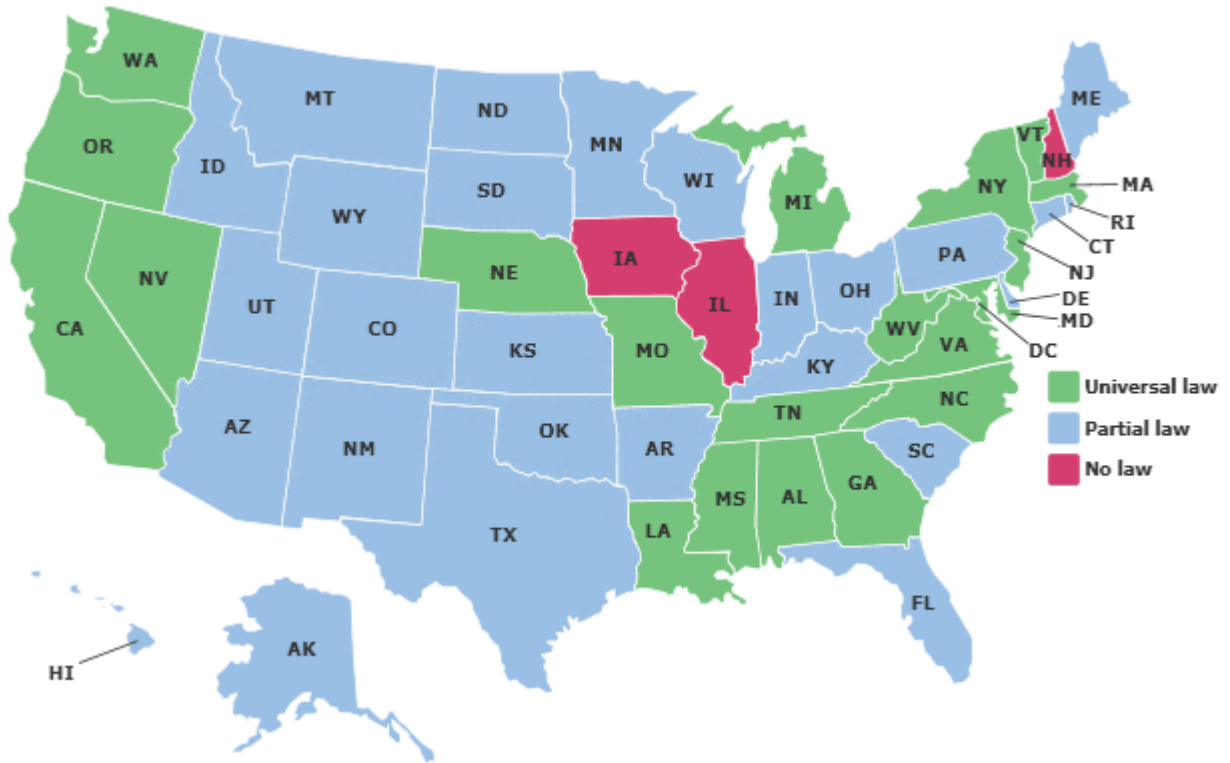 WA
MT
ND
MN
ME
OR
ID
SD
WI
VT
NH
MI
NY
MA
WY
RI
CT
IA
PA
NE
NJ
NV
IN
OH
DE
UT
IL
MD
CA
CO
WV
KS
MO
VA
DC
KY
Universal law
NC
TN
AZ
Partial law
OK
NM
AR
SC
No law
MS
AL
GA
TX
LA
FL
AK
HI